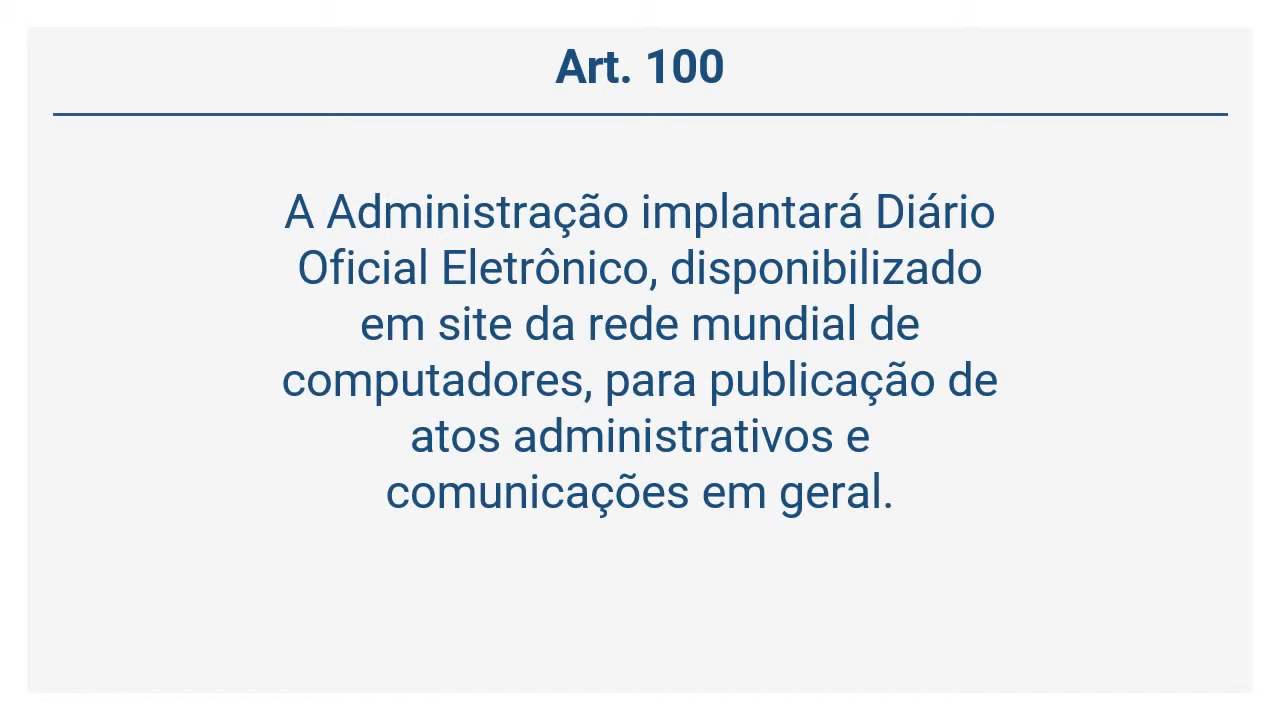 Art. 100
A Administração implantará Diário
Oficial Eletrônico, disponibilizado
em site da rede mundial de
computadores, para publicação de
atos administrativos e
comunicações em geral.